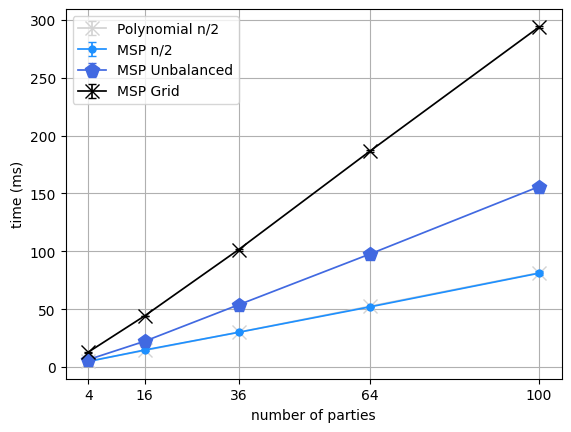 Polynomial n/2
MSP n/2
MSP Unbalanced
MSP Grid
time (ms)
300
250
200
150
100
50
0
4 16 36 64 100
number of parties